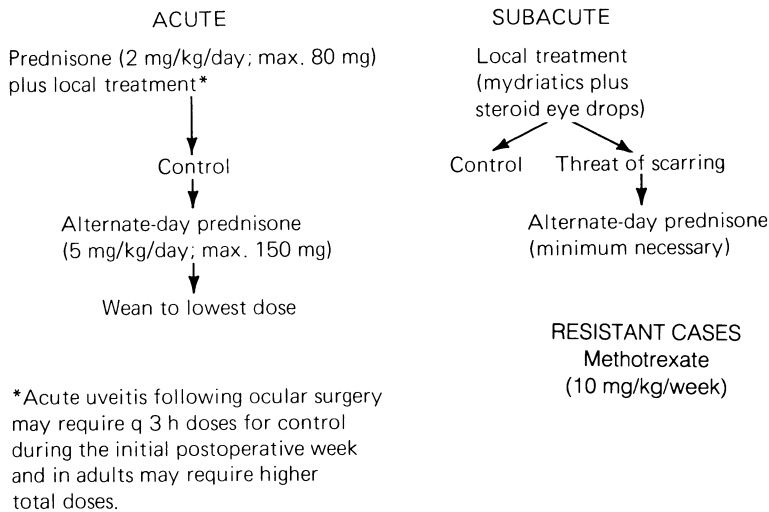 ACUTE
Prednisone (2 mg/kg/day; max. 80 mg)
plus local treatment*
Control
Alternate-day prednisone
(5 mg/kg/day; max. 150 mg)
Wean to lowest dose
*Acute uveitis following ocular surgery
may require q 3 h doses for control
during the initial postoperative week
and in adults may require higher
total doses.
SUBACUTE
Local treatment
(mydriatics plus
steroid eye drops)
Control
Threat of scarring
Alternate-day prednisone
(minimum necessary)
RESISTANT CASES
Methotrexate
(10 mg/kg/week)